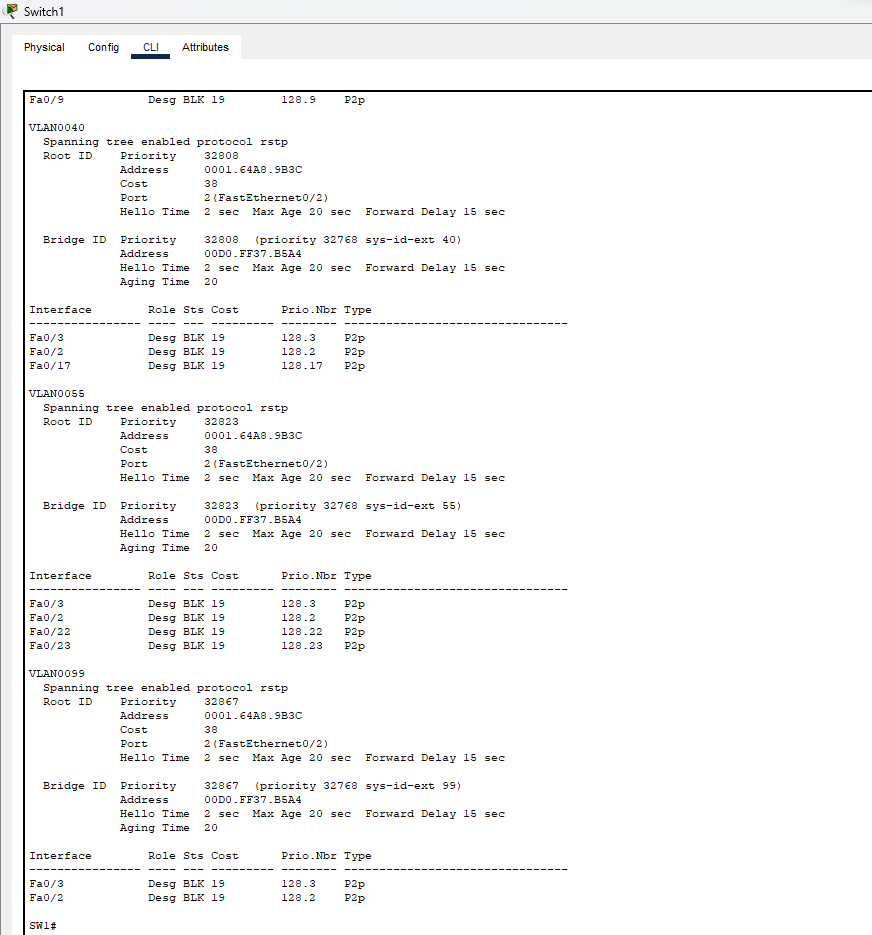 Switch1
Physical Config CLI Attributes
Fa0/9 Desg BLK 19 128.9 P2p
VLAN0040
Spanning tree enabled protocol rstp
Root ID Priority 32808
Address 0001.64A8.9B3C
Cost 38
Port 2(FastEthernet0/2)
Hello Time 2 sec Max Age 20 sec Forward Delay 15 sec
Bridge ID Priority 32808 (priority 32768 sys-id-ext 40)
Address 00D0.FF37.B5A4
Hello Time 2 sec Max Age 20 sec Forward Delay 15 sec
Aging Time 20
Interface Role Sts Cost Prio.Nbr Type
---------------- ---- --- --------- -------- --------------------------------
Fa0/3 Desg BLK 19 128.3 P2p
Fa0/2 Desg BLK 19 128.2 P2p
Fa0/17 Desg BLK 19 128.17 P2p
VLAN0055
Spanning tree enabled protocol rstp
Root ID Priority 32823
Address 0001.64A8.9B3C
Cost 38
Port 2(FastEthernet0/2)
Hello Time 2 sec Max Age 20 sec Forward Delay 15 sec
Bridge ID Priority 32823 (priority 32768 sys-id-ext 55)
Address 00D0.FF37.B5A4
Hello Time 2 sec Max Age 20 sec Forward Delay 15 sec
Aging Time 20
Interface Role Sts Cost Prio.Nbr Type
---------------- ---- --- --------- -------- --------------------------------
Fa0/3 Desg BLK 19 128.3 P2p
Fa0/2 Desg BLK 19 128.2 P2p
Fa0/22 Desg BLK 19 128.22 P2p
Fa0/23 Desg BLK 19 128.23 P2p
VLAN0099
Spanning tree enabled protocol rstp
Root ID Priority 32867
Address 0001.64A8.9B3C
Cost 38
Port 2(FastEthernet0/2)
Hello Time 2 sec Max Age 20 sec Forward Delay 15 sec
Bridge ID Priority 32867 (priority 32768 sys-id-ext 99)
Address 00D0.FF37.B5A4
Hello Time 2 sec Max Age 20 sec Forward Delay 15 sec
Aging Time 20
Interface Role Sts Cost Prio.Nbr Type
---------------- ---- --- --------- -------- --------------------------------
Fa0/3 Desg BLK 19 128.3 P2p
Fa0/2 Desg BLK 19 128.2 P2p
SW1#